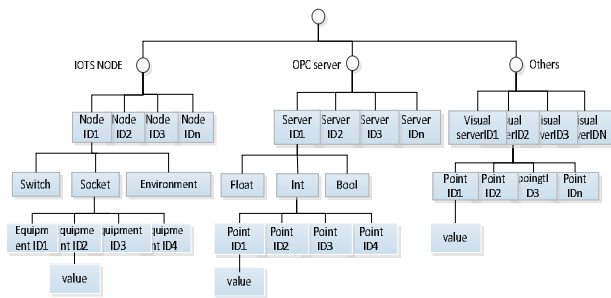 IOTS NODE
OPC server
Others
Node ID1
Node ID2
Node ID3
Node IDn
Server ID1
Server ID2
Server ID3
Server IDn
Visual serverID1
sual erID2
isual verID3
isual verIDN
Switch
Socket
Environment
Float
Int
Bool
Point ID1
Point ID2
pointI D3
Point IDn
Equipm ent ID1
quipme nt ID2
quipment ID3
quipme nt ID4
Point ID1
Point ID2
Point ID3
Point ID4
value
value
value